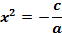 x² = −c/a